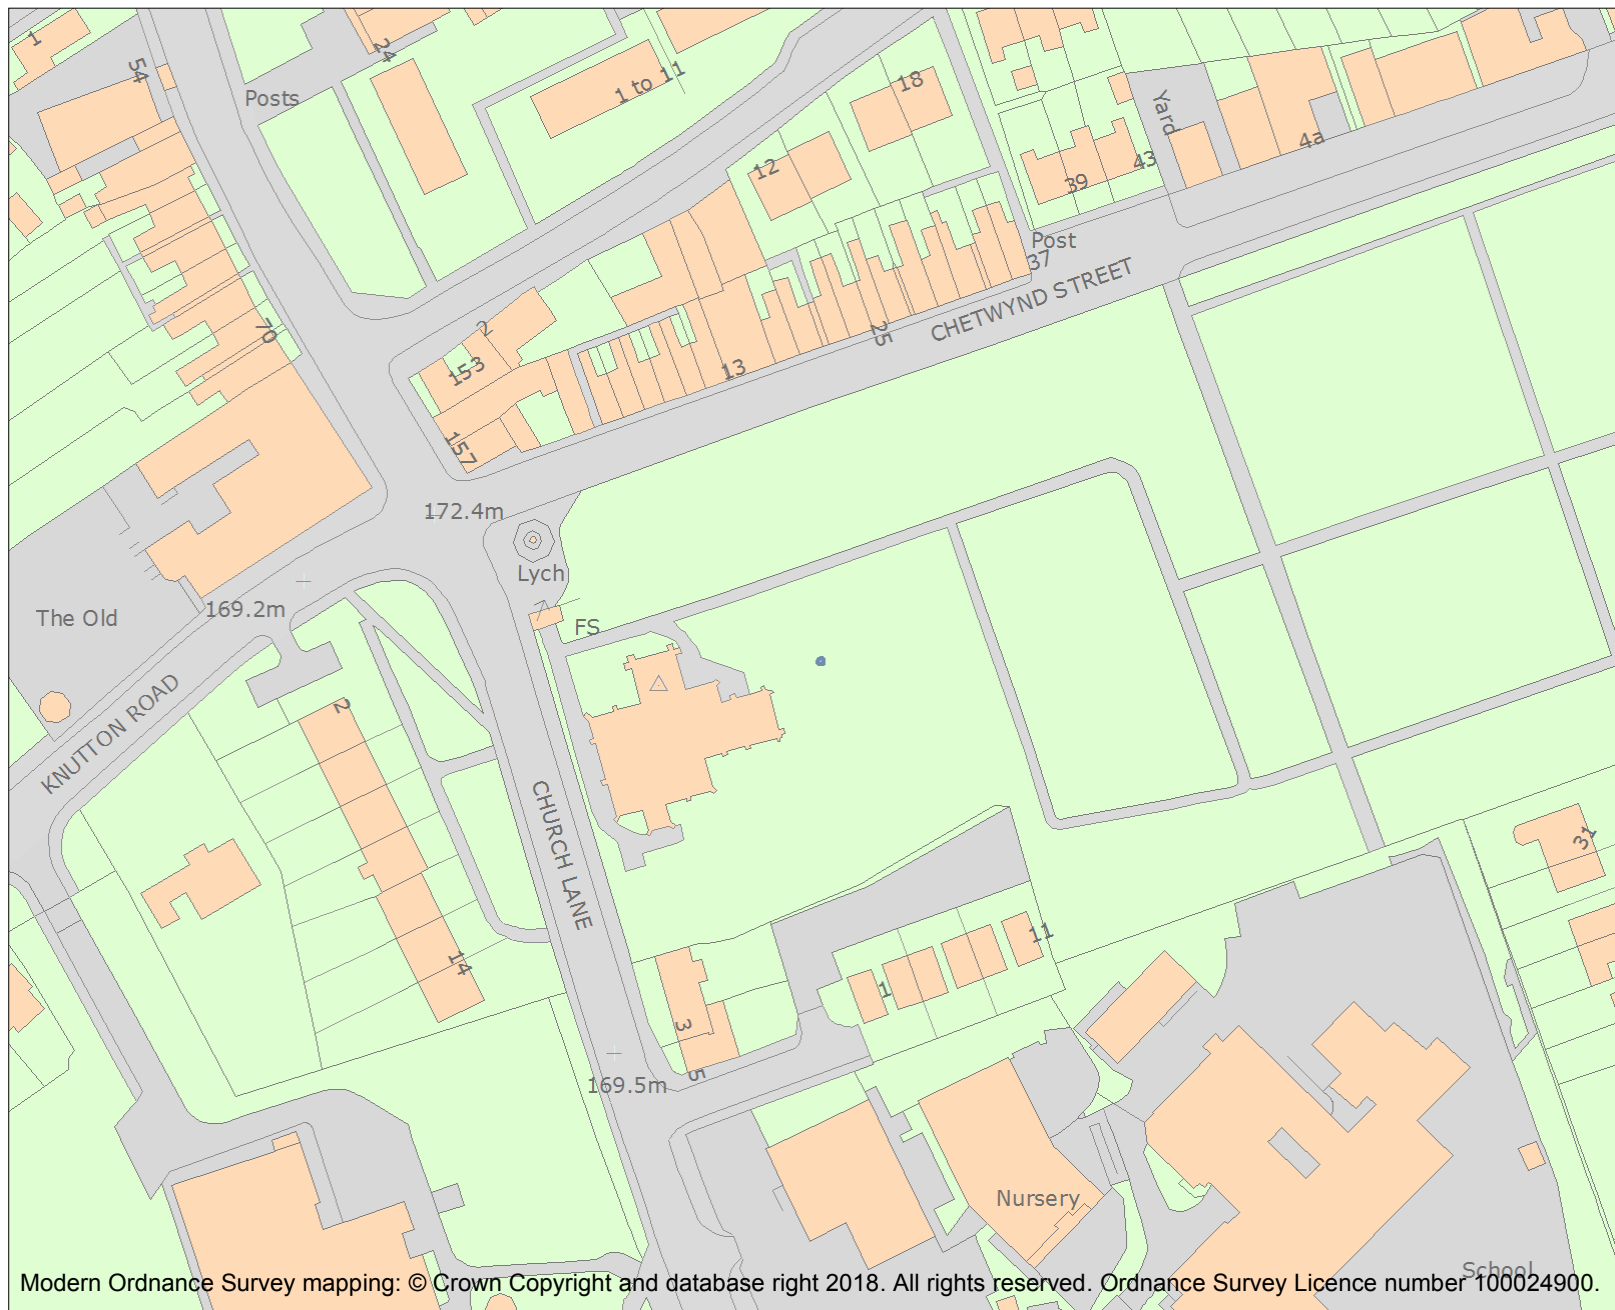 1
54
24
Posts
1 to 11
18
12
Yard
4a
43
39
Post
37
CHETWYND STREET
25
13
2
153
157
70
172.4m
Lych
FS
169.2m
The Old
KNUTTON ROAD
2
CHURCH LANE
14
31
11
1
3
5
169.5m
Nursery
School
Modern Ordnance Survey mapping: © Crown Copyright and database right 2018. All rights reserved. Ordnance Survey Licence number 100024900.